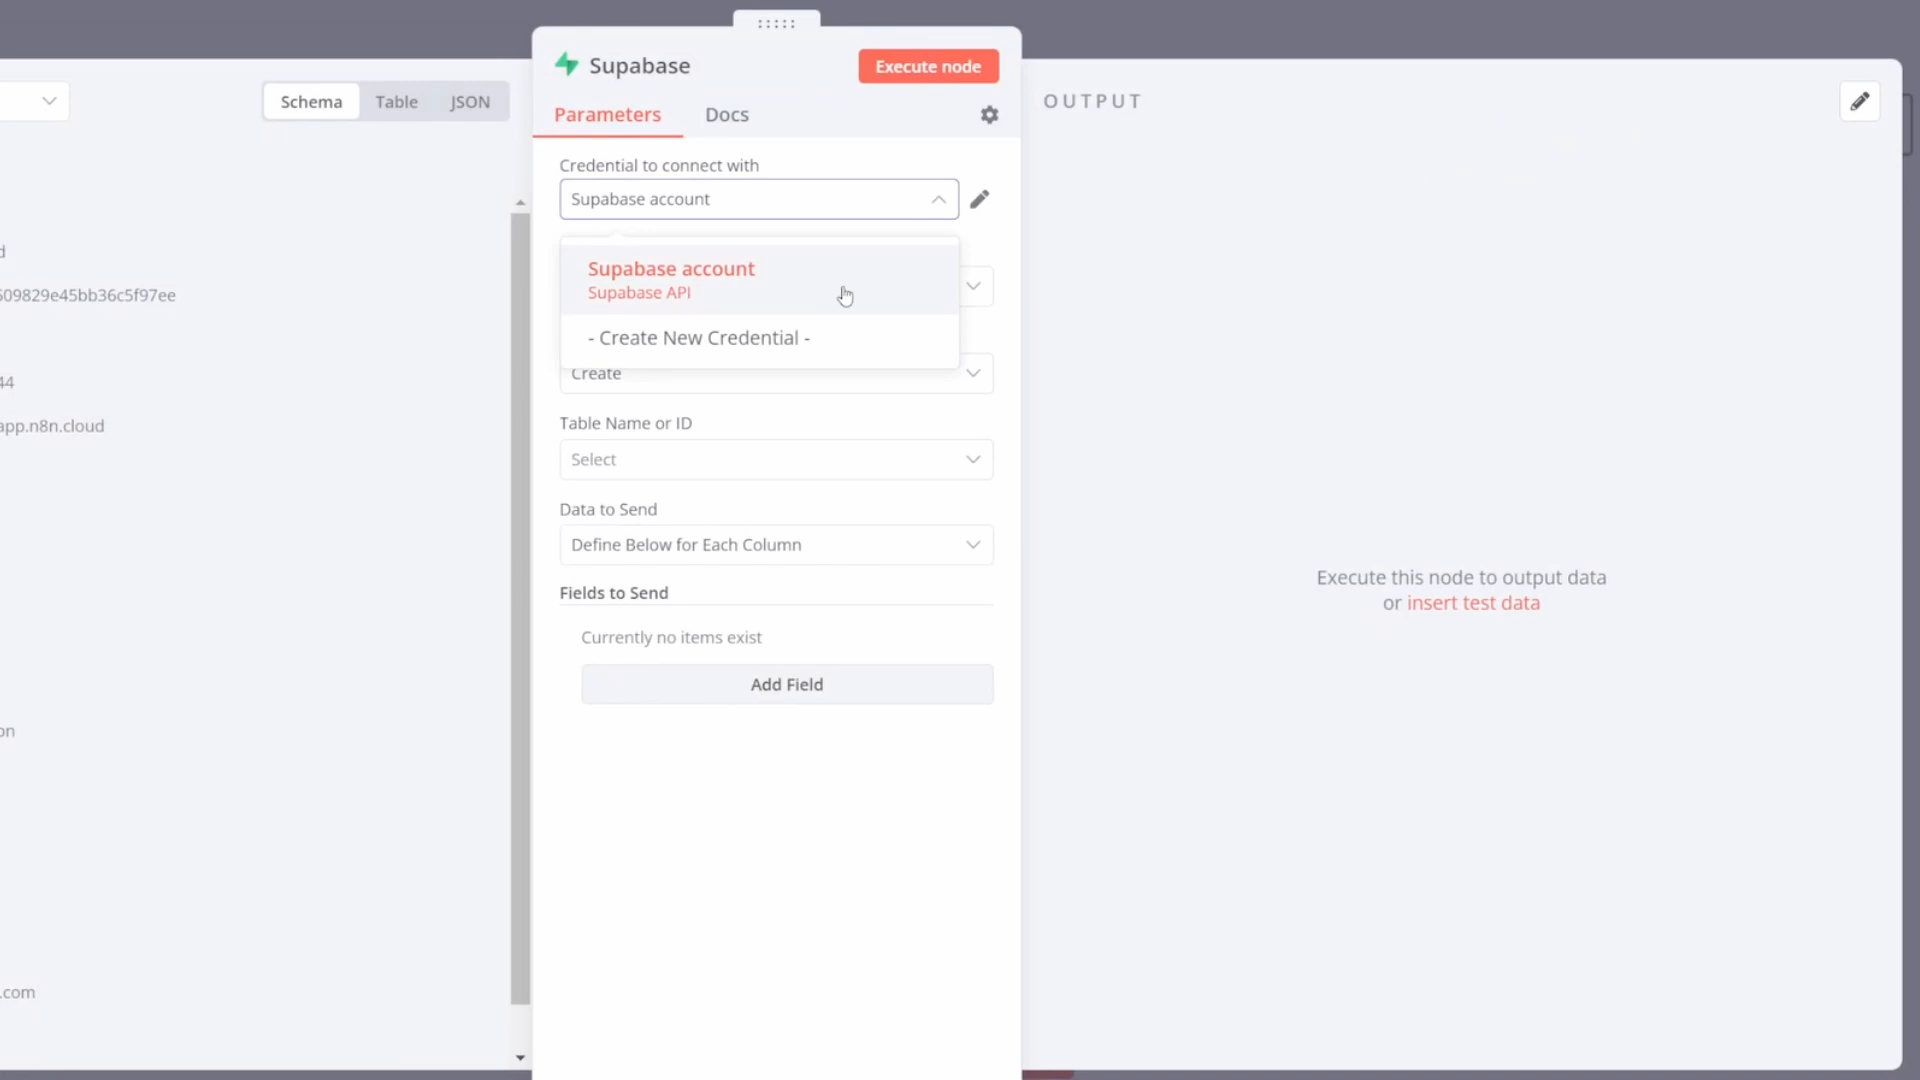 Supabase
Execute node
Schema
Table
JSON
Parameters
Docs
OUTPUT
Credential to connect with
Supabase account
d
509829e45bb36c5f97ee
Supabase account
Supabase API
- Create New Credential -
Create
44
Table Name or ID
app.n8n.cloud
Select
Data to Send
Define Below for Each Column
Fields to Send
Execute this node to output data
or insert test data
Currently no items exist
Add Field
on
.com